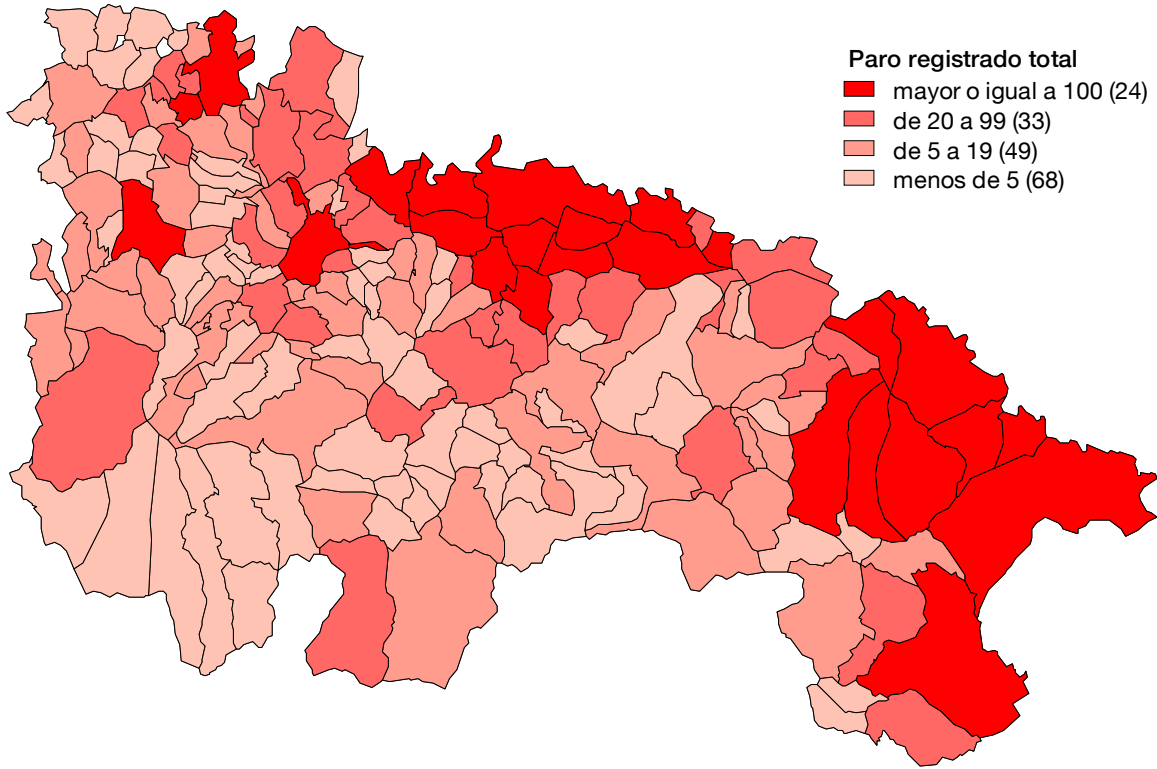 Paro registrado total
mayor o igual a 100 (24)
de 20 a 99 (33)
de 5 a 19 (49)
menos de 5 (68)